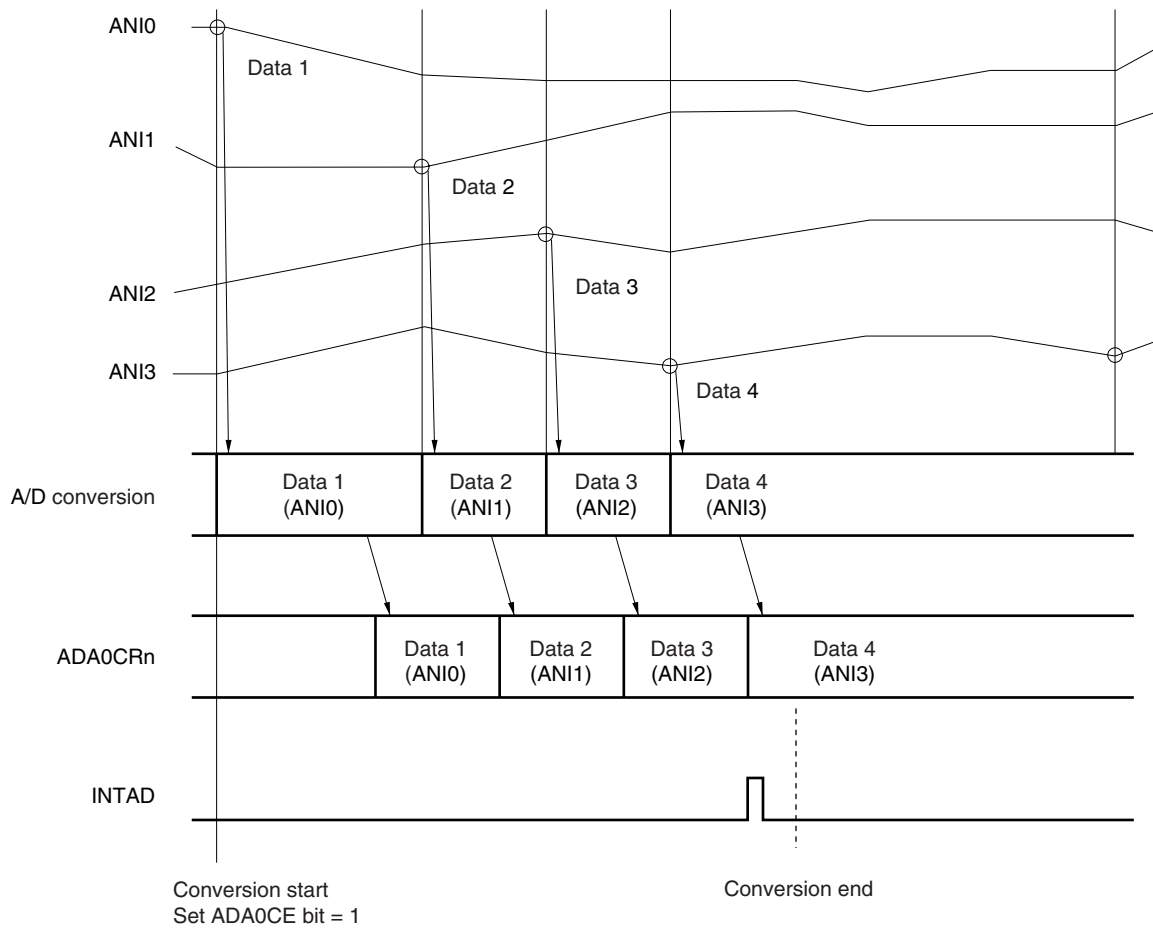 ANI0
Data 1
ANI1
Data 2
ANI2
Data 3
ANI3
Data 4
A/D conversion
Data 1
(ANI0)
Data 2
(ANI1)
Data 3
(ANI2)
Data 4
(ANI3)
ADA0CRn
Data 1
(ANI0)
Data 2
(ANI1)
Data 3
(ANI2)
Data 4
(ANI3)
INTAD
Conversion start
Set ADA0CE bit = 1
Conversion end